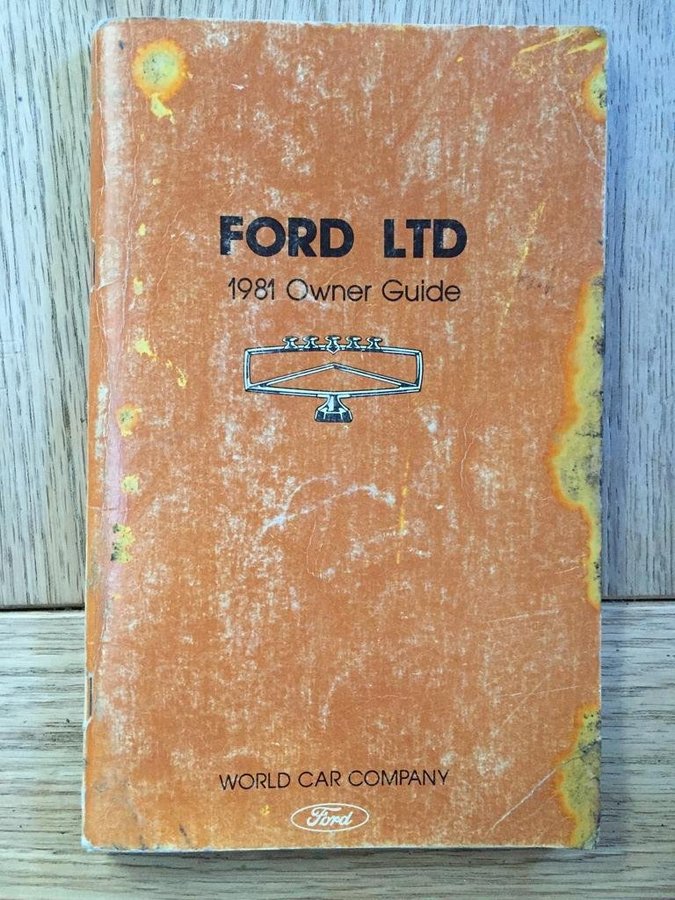 FORD LTD
1981 Owner Guide
WORLD CAR COMPANY
Ford